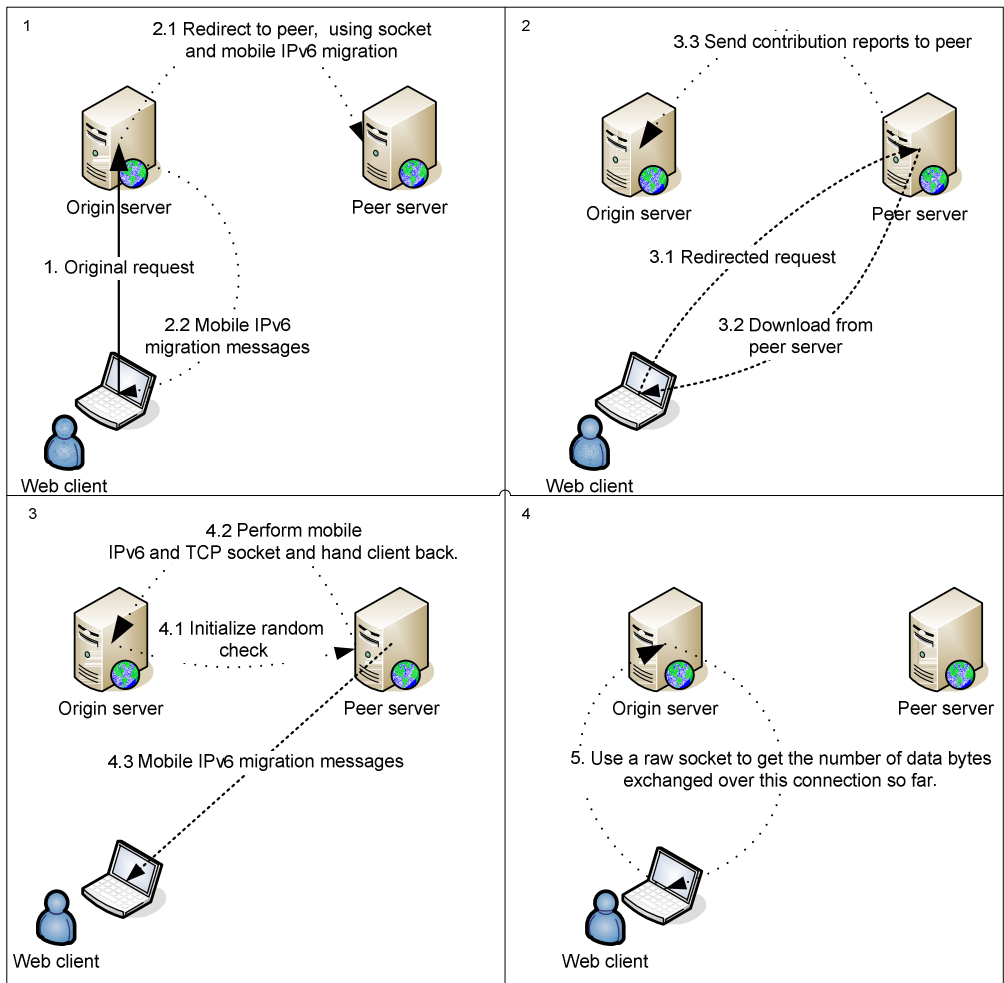 1
2.1 Redirect to peer, using socket
and mobile IPv6 migration
Origin server
Peer server
1. Original request
2.2 Mobile IPv6
migration messages
Web client
2
3.3 Send contribution reports to peer
Origin server
Peer server
3.1 Redirected request
3.2 Download from
peer server
Web client
3
4.2 Perform mobile
IPv6 and TCP socket and hand client back.
4.1 Initialize random
check
Origin server
Peer server
4.3 Mobile IPv6 migration messages
Web client
4
Origin server
Peer server
5. Use a raw socket to get the number of data bytes
exchanged over this connection so far.
Web client